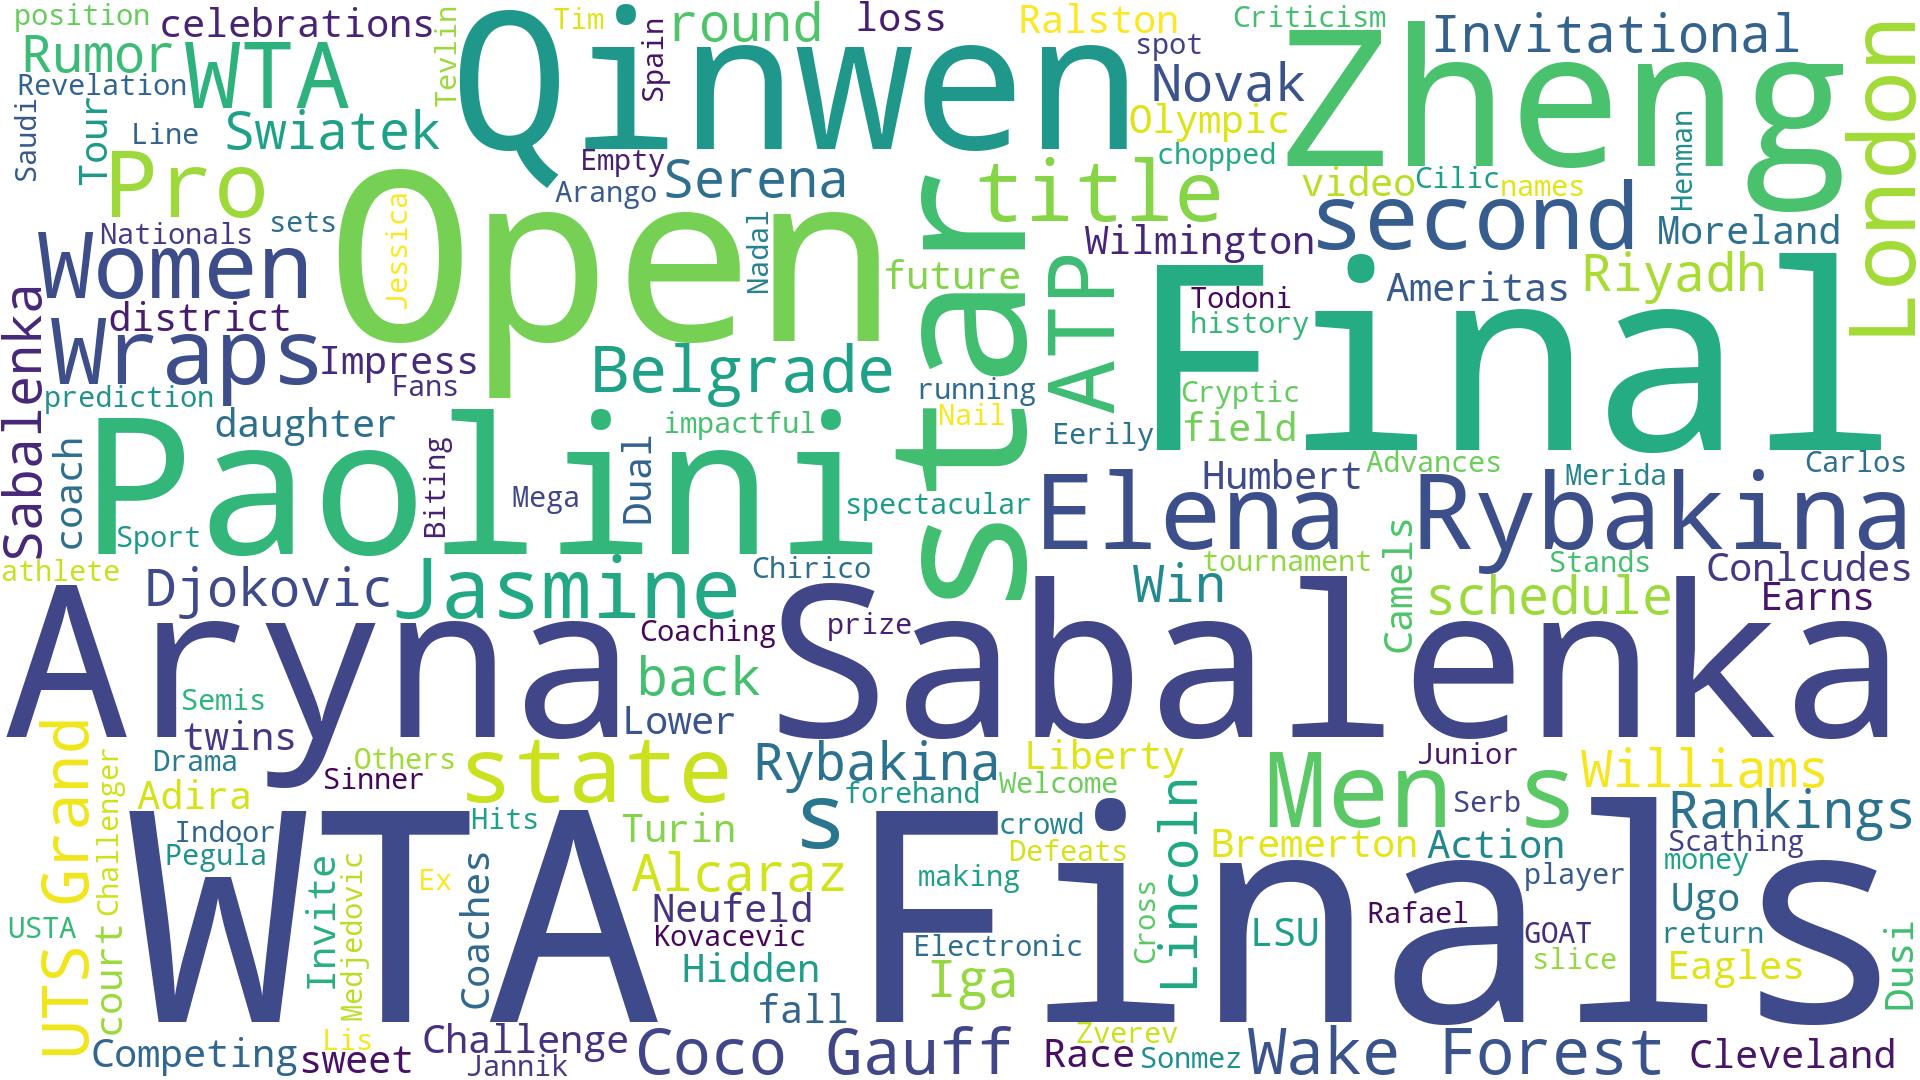 position
celebrations
Tevlin
Tim
Spain
round
loss
Ralston
Criticism
Invitational
London
Rumor
WTA
Qinwen
spot
Zheng
Revelation
Novak
Saudi
Tour
Line
Swiatek
Olympic
Henman
Pro
Empty
Arango
Serena
chopped
title
video
Cilic
names
Women
Nationals
sets
Open
Jessica
Nadal
star
future
Wilmington
second
Moreland
Sabalenka
district
ATP
Final
Todoni
history
Ameritas
Riyadh
Wraps
Impress
Fans
Belgrade
running
Cryptic
prediction
coach
Paolini
daughter
Biting
Mega
Dual
impactful
Nail
Eerily
field
spectacular
Elena
Humbert
Advances
Rybakina
Merida
Carlos
Sport
athlete
Djokovic
Jasmine
Chirico
Win
tournament
Camels
Stands
Conlcudes
schedule
Earns
Aryna
Coaching
prize
Sabalenka
back
Semis
twins
Lower
UTS Grand
court
Challenger
Drama
Others
Sinner
state
Rybakina
Liberty
Men s
Junior
Williams
Adira
Welcome
forehand
s
Lincoln
Serb
Rankings
Indoor
Hits
Turin
crowd
Defeats
Bremerton
Action
Scathing
Pegula
Invite
Medjedovic
Ex
Coaches
Alcaraz
making
money
player
WTA Finals
Neufeld
Cross
Rafael
Ugo
USTA
Kovacevic
Electronic
LSU
GOAT
return
Dusi
Hidden
Iga
slice
Eagles
fall
Lis
Challenge
Zverev
Competing
sweet
Jannik
Coco Gauff
Race
Sonmez
Wake Forest
Cleveland